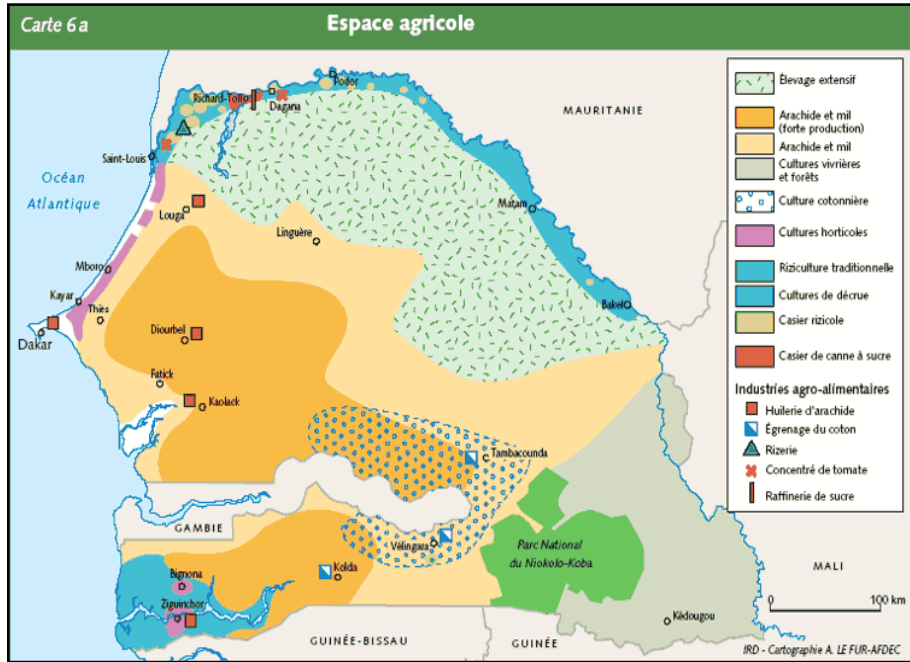 Carte 6a
Espace agricole
Élevage extensif
Arachide et mil
(forte production)
Arachide et mil
Cultures vivrières
et forêts
Culture cotonnière
Cultures horticoles
Riziculture traditionnelle
Cultures de décrue
Casier rizicole
Casier de canne à sucre
Industries agro-alimentaires
Huilerie d'arachide
Égrenage du coton
Rizerie
Concentré de tomate
Raffinerie de sucre
MAURITANIE
Podor
Richard-Toll
Dagana
Saint-Louis
Océan
Atlantique
Matam
Louga
Linguère
Mboro
Kayar
Thiès
Bakel
Dakar
Diourbel
Fatick
Kaolack
Tambacounda
GAMBIE
Vélingara
Parc National
du Niokolo-Koba
MALI
Bignona
Kolda
Ziguinchor
0
100 km
Kédougou
GUINÉE-BISSAU
GUINÉE
IRD - Cartographie A. LE FUR-AFDEC